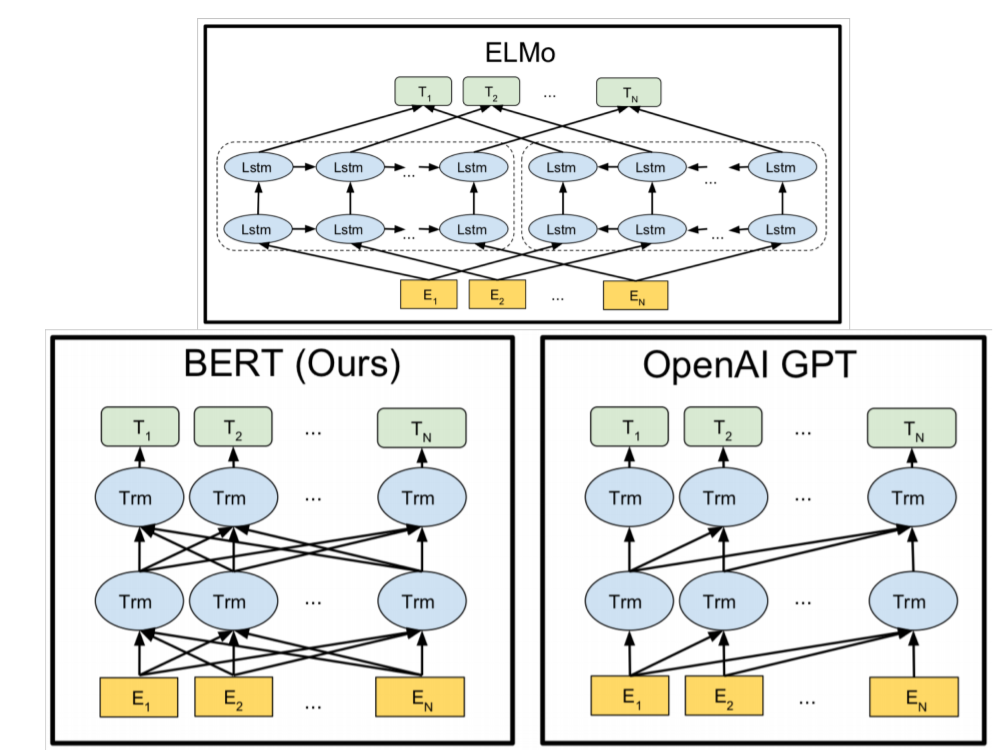 ELMo
T1 T2 ... TN
Lstm Lstm ... Lstm Lstm Lstm ... Lstm
Lstm Lstm ... Lstm Lstm Lstm ... Lstm
E1 E2 ... EN
BERT (Ours)
T1 T2 ... TN
Trm Trm ... Trm
Trm Trm ... Trm
E1 E2 ... EN
OpenAI GPT
T1 T2 ... TN
Trm Trm ... Trm
Trm Trm ... Trm
E1 E2 ... EN